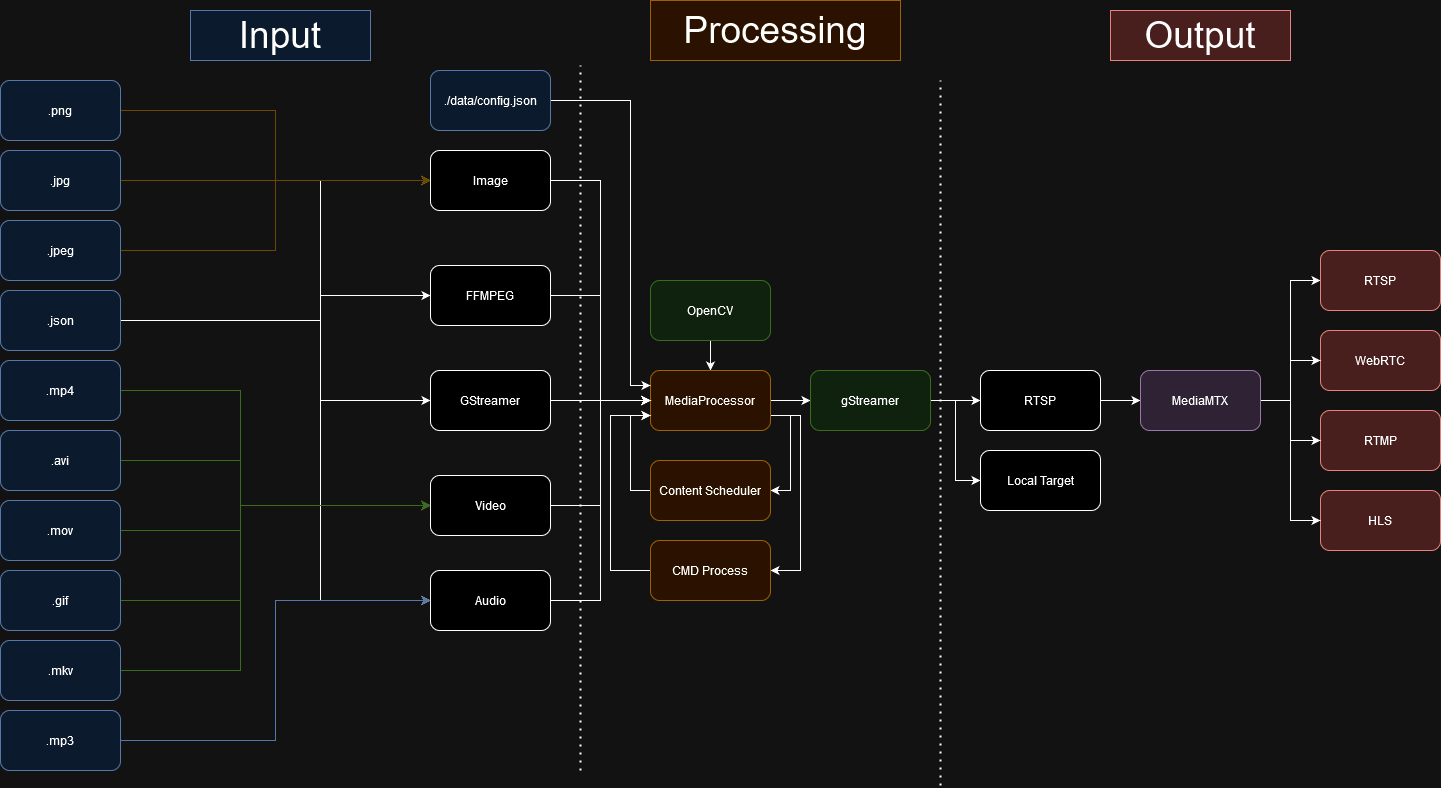 Input
Processing
Output
.png
.jpg
.jpeg
.json
.mp4
.avi
.mov
.gif
.mkv
.mp3
./data/config.json
Image
FFMPEG
GStreamer
Video
Audio
OpenCV
MediaProcessor
Content Scheduler
CMD Process
gStreamer
RTSP
Local Target
MediaMTX
RTSP
WebRTC
RTMP
HLS